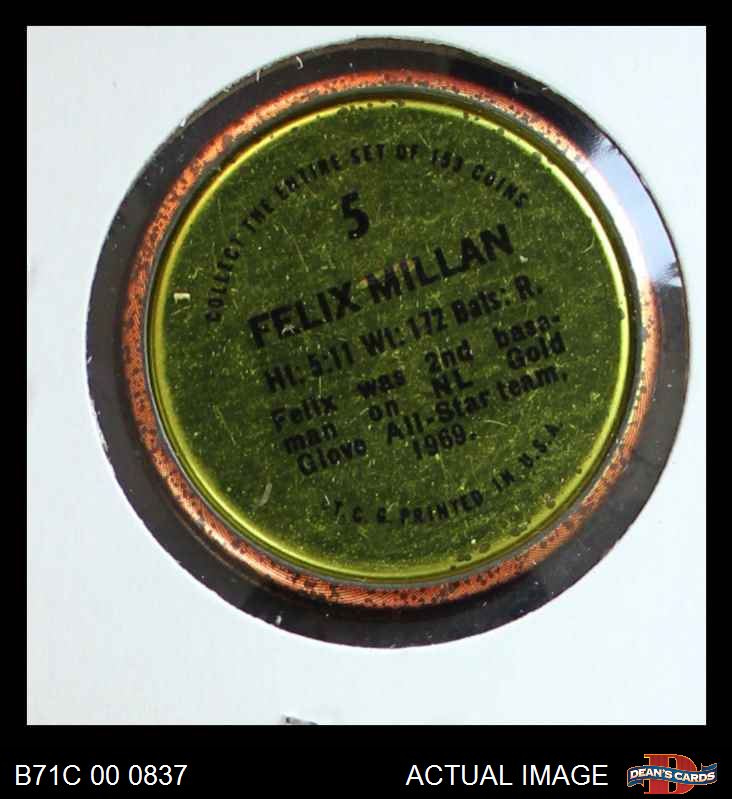 COLLECT THE ENTIRE SET OF 153 COINS
5
FELIX MILLAN
Ht: 5:11 Wt: 172 Bats: R.
Felix was 2nd base-
man on NL Gold
Glove All-Star team,
1969.
T. C. G. PRINTED IN U.S.A.
B71C 00 0837
ACTUAL IMAGE
D
DEAN'S CARDS